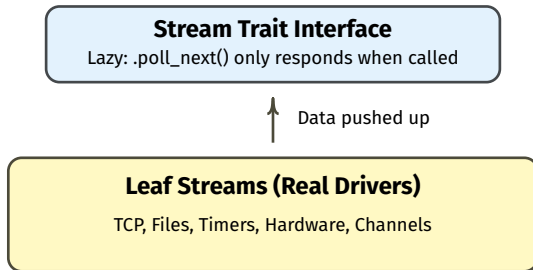 Stream Trait Interface
Lazy: .poll_next() only responds when called
Data pushed up
Leaf Streams (Real Drivers)
TCP, Files, Timers, Hardware, Channels